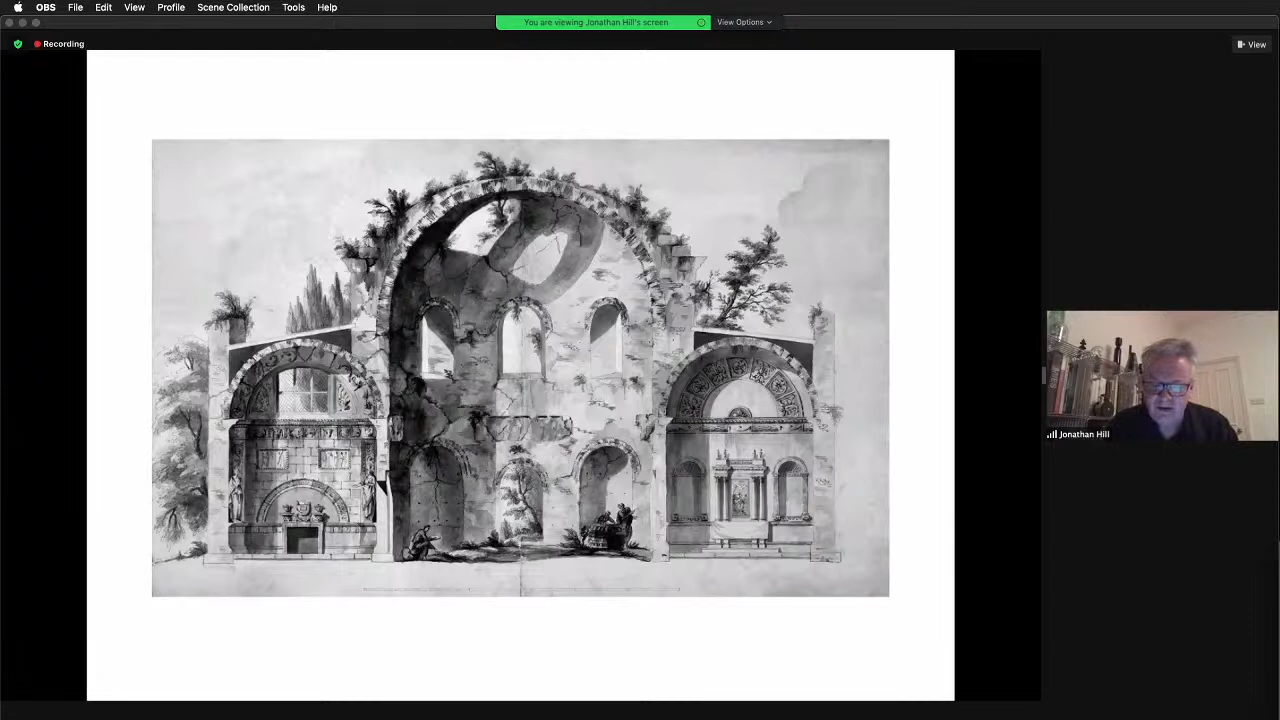 OBS File Edit View Profile Scene Collection Tools Help
You are viewing Jonathan Hill's screen View Options
Recording
View
Jonathan Hill